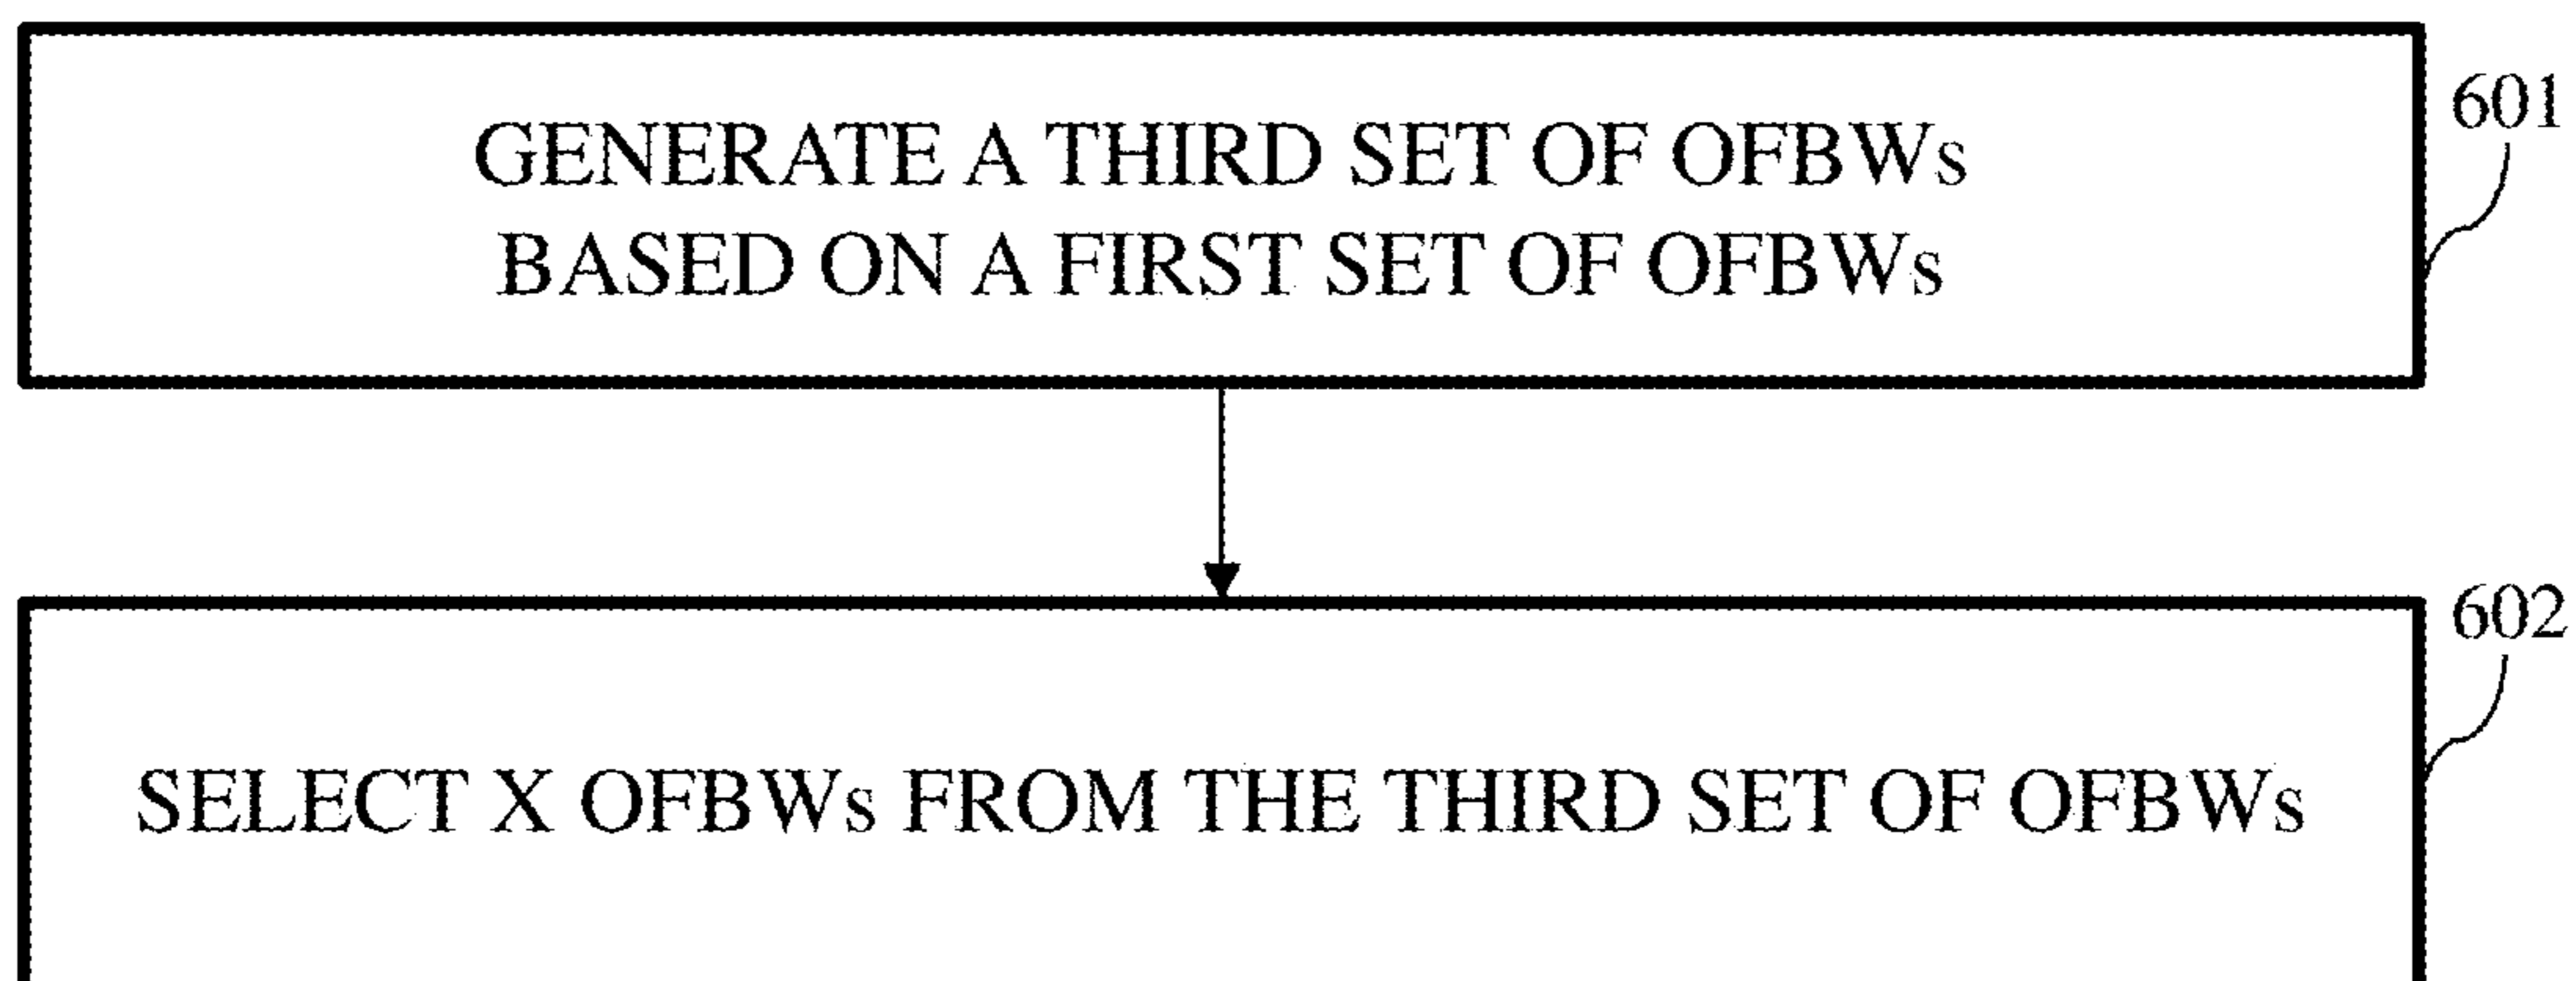 GENERATE A THIRD SET OF OFBWs
BASED ON A FIRST SET OF OFBWs
601
SELECT X OFBWs FROM THE THIRD SET OF OFBWs
602